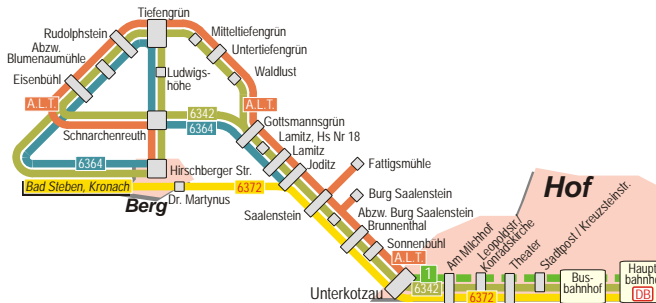 Tiefengrün
Rudolphstein
Mitteltiefengrün
Abzw.
Blumenaumühle
Untertiefengrün
Eisenbühl
Ludwigs-
höhe
Waldlust
A.L.T.
A.L.T.
6342
6364
Gottsmannsgrün
Schnarchenreuth
Lamitz, Hs Nr 18
Lamitz
Joditz
6364
Hirschberger Str.
Fattigsmühle
Bad Steben, Kronach
6372
Dr. Martynus
Berg
Burg Saalenstein
Saalenstein
Abzw. Burg Saalenstein
Brunnenthal
Sonnenbühl
Hof
A.L.T.
Am Milchhof
Leopoldstr./
Konradskirche
Theater
Stadtpost / Kreuzsteinstr.
1
6342
6372
Unterkotzau
Bus-
bahnhof
Haupt
bahnh
DB